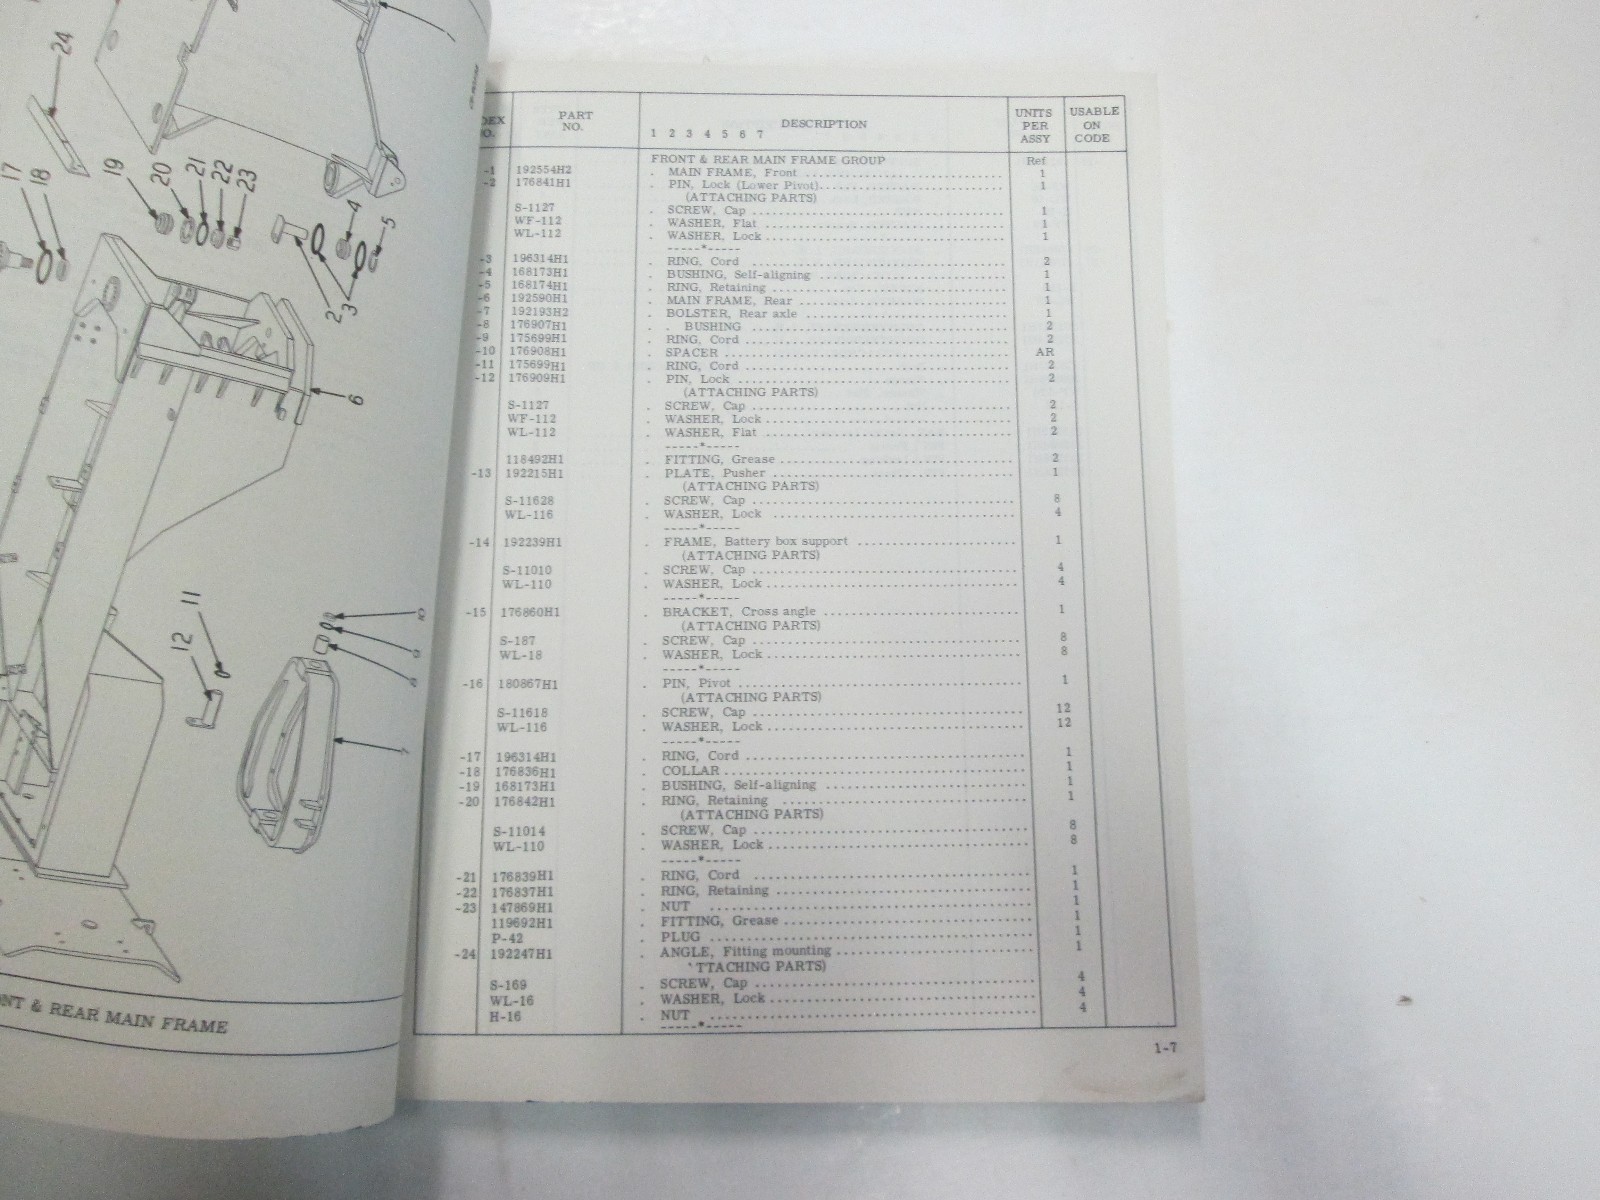 24
1
17
18
19
20
21
22
23
4
5
2
3
6
11
12
10
9
8
7
& REAR MAIN FRAME
PART NO.
DESCRIPTION
1 2 3 4 5 6 7
UNITS PER ASSY
USABLE ON CODE
FRONT & REAR MAIN FRAME GROUP Ref
-1 192554H2 . MAIN FRAME, Front 1
-2 176841H1 . PIN, Lock (Lower Pivot) 1
(ATTACHING PARTS)
S-1127 . SCREW, Cap 1
WF-112 . WASHER, Flat 1
WL-112 . WASHER, Lock 1
-----*-----
-3 196314H1 . RING, Cord 2
-4 168173H1 . BUSHING, Self-aligning 1
-5 168174H1 . RING, Retaining 1
-6 192590H1 . MAIN FRAME, Rear 1
-7 192193H2 . BOLSTER, Rear axle 1
-8 176907H1 . . BUSHING 2
-9 175699H1 . RING, Cord 2
-10 176908H1 . SPACER AR
-11 175699H1 . RING, Cord 2
-12 176909H1 . PIN, Lock 2
(ATTACHING PARTS)
S-1127 . SCREW, Cap 2
WF-112 . WASHER, Lock 2
WL-112 . WASHER, Flat 2
-----*-----
118492H1 . FITTING, Grease 2
-13 192215H1 . PLATE, Pusher 1
(ATTACHING PARTS)
S-11628 . SCREW, Cap 8
WL-116 . WASHER, Lock 4
-----*-----
-14 192239H1 . FRAME, Battery box support 1
(ATTACHING PARTS)
S-11010 . SCREW, Cap 4
WL-110 . WASHER, Lock 4
-----*-----
-15 176860H1 . BRACKET, Cross angle 1
(ATTACHING PARTS)
S-187 . SCREW, Cap 8
WL-18 . WASHER, Lock 8
-----*-----
-16 180867H1 . PIN, Pivot 1
(ATTACHING PARTS)
S-11618 . SCREW, Cap 12
WL-116 . WASHER, Lock 12
-----*-----
-17 196314H1 . RING, Cord 1
-18 176836H1 . COLLAR 1
-19 168173H1 . BUSHING, Self-aligning 1
-20 176842H1 . RING, Retaining 1
(ATTACHING PARTS)
S-11014 . SCREW, Cap 8
WL-110 . WASHER, Lock 8
-----*-----
-21 176839H1 . RING, Cord 1
-22 176837H1 . RING, Retaining 1
-23 147869H1 . NUT 1
119692H1 . FITTING, Grease 1
P-42 . PLUG 1
-24 192247H1 . ANGLE, Fitting mounting 1
TTACHING PARTS)
S-169 . SCREW, Cap 4
WL-16 . WASHER, Lock 4
H-16 . NUT 4
-----*-----
1-7